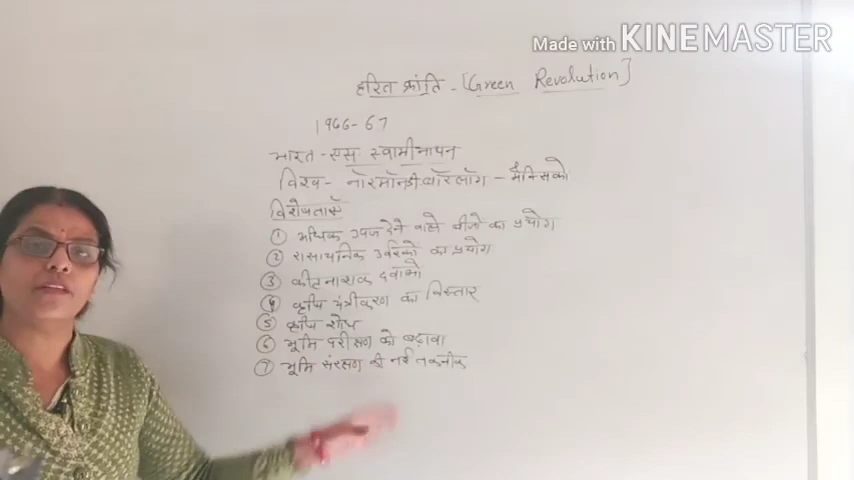 Made with KINEMASTER
हरित क्रांति - [Green Revolution]
1966-67
भारत - एस. स्वामीनाथन
विश्व - नॉरमॉन ई. बॉरलॉग - मैक्सिको
विशेषताएँ
① अधिक उपज देने वाले बीजो का प्रयोग
② रासायनिक उर्वरको का प्रयोग
③ कीटनाशक दवाओ
④ कृषि यंत्रीकरण का विस्तार
⑤ कृषि शोध
⑥ भूमि परीक्षण को बढ़ावा
⑦ भूमि संरक्षण की नई तकनीक